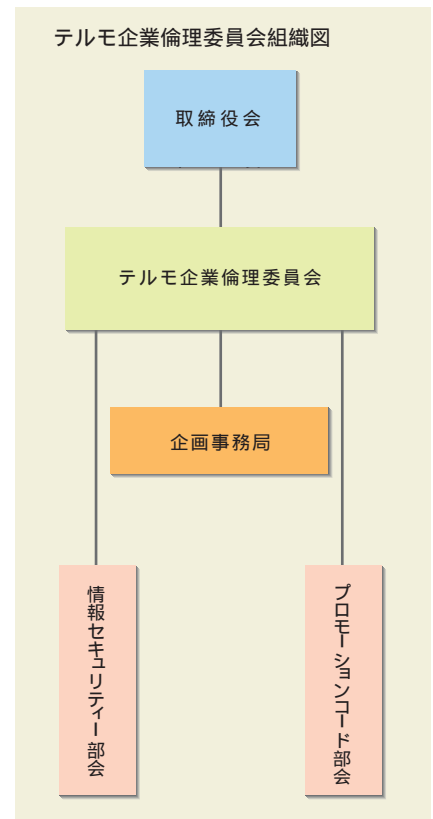 テルモ企業倫理委員会組織図
取締役会
テルモ企業倫理委員会
企画事務局
情報セキュリティー部会
プロモーションコード部会